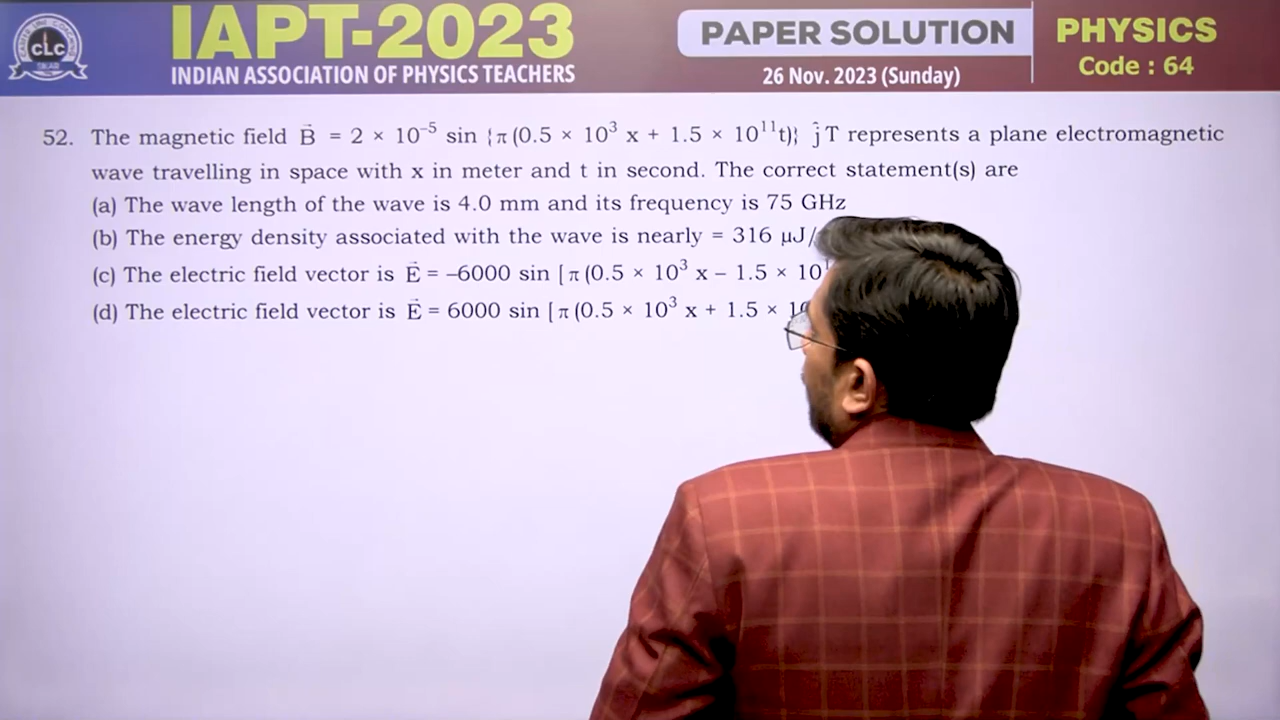 CLC
IAPT-2023
INDIAN ASSOCIATION OF PHYSICS TEACHERS
PAPER SOLUTION
26 Nov. 2023 (Sunday)
PHYSICS
Code : 64
52. The magnetic field B⃗ = 2 × 10⁻⁵ sin {π (0.5 × 10³ x + 1.5 × 10¹¹t)} ĵ T represents a plane electromagnetic
wave travelling in space with x in meter and t in second. The correct statement(s) are
(a) The wave length of the wave is 4.0 mm and its frequency is 75 GHz
(b) The energy density associated with the wave is nearly = 316 μJ/
(c) The electric field vector is E⃗ = –6000 sin [π (0.5 × 10³ x – 1.5 × 10
(d) The electric field vector is E⃗ = 6000 sin [π (0.5 × 10³ x + 1.5 ×